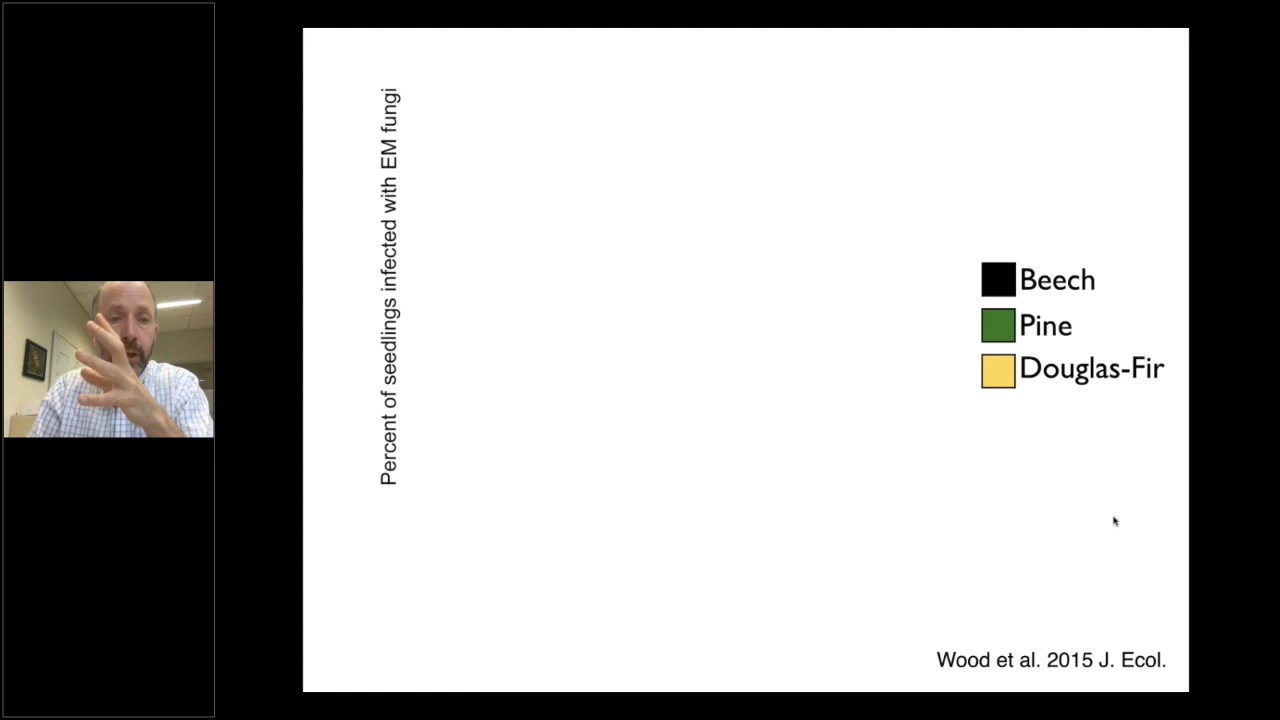 Percent of seedlings infected with EM fungi
Beech
Pine
Douglas-Fir
Wood et al. 2015 J. Ecol.